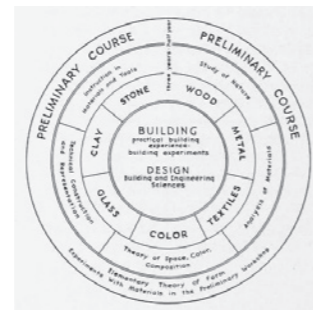 PRELIMINARY COURSE
PRELIMINARY COURSE
half year
three years
Instruction in
Materials and Tools
Study of Nature
STONE
WOOD
CLAY
METAL
GLASS
TEXTILES
COLOR
BUILDING
practical building
experience:
building experiments
DESIGN
Building and Engineering
Sciences
Technical Construction
and Representation
Analysis of Materials
Theory of Space, Color,
Composition
Elementary Theory of Form
Experiments with Materials in the Preliminary Workshop